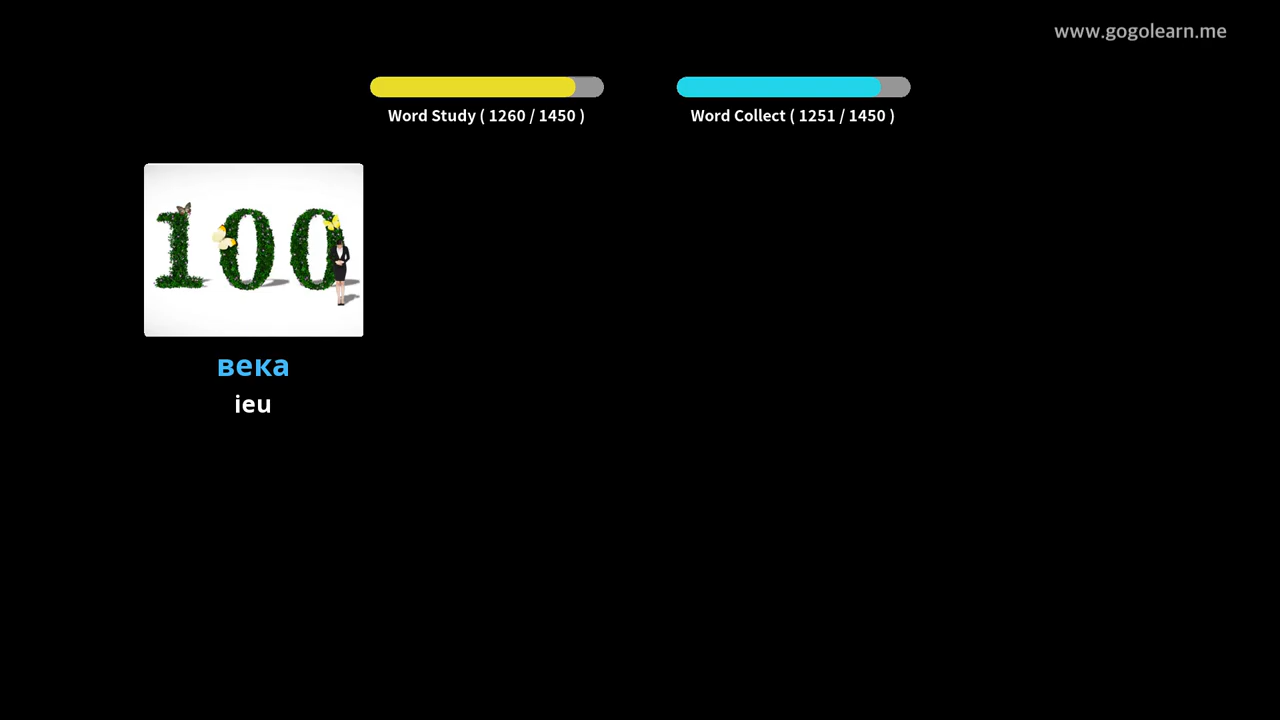 www.gogolearn.me
Word Study ( 1260 / 1450 )
Word Collect ( 1251 / 1450 )
100
века
ieu